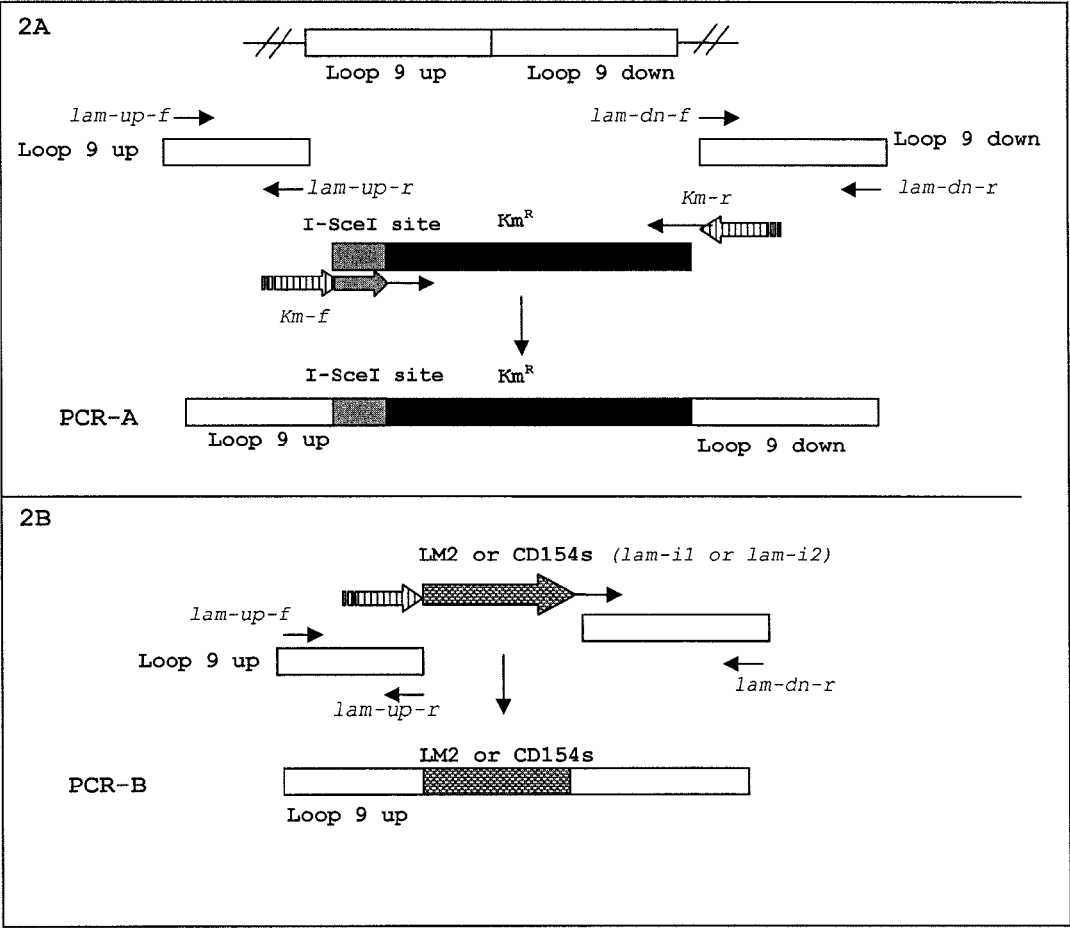 2A
Loop 9 up Loop 9 down
lam-up-f lam-dn-f
Loop 9 up Loop 9 down
lam-up-r lam-dn-r
Km-r
I-SceI site KmR
Km-f
I-SceI site KmR
PCR-A
Loop 9 up Loop 9 down
2B
LM2 or CD154s (lam-i1 or lam-i2)
lam-up-f
Loop 9 up
lam-dn-r
lam-up-r
LM2 or CD154s
PCR-B
Loop 9 up